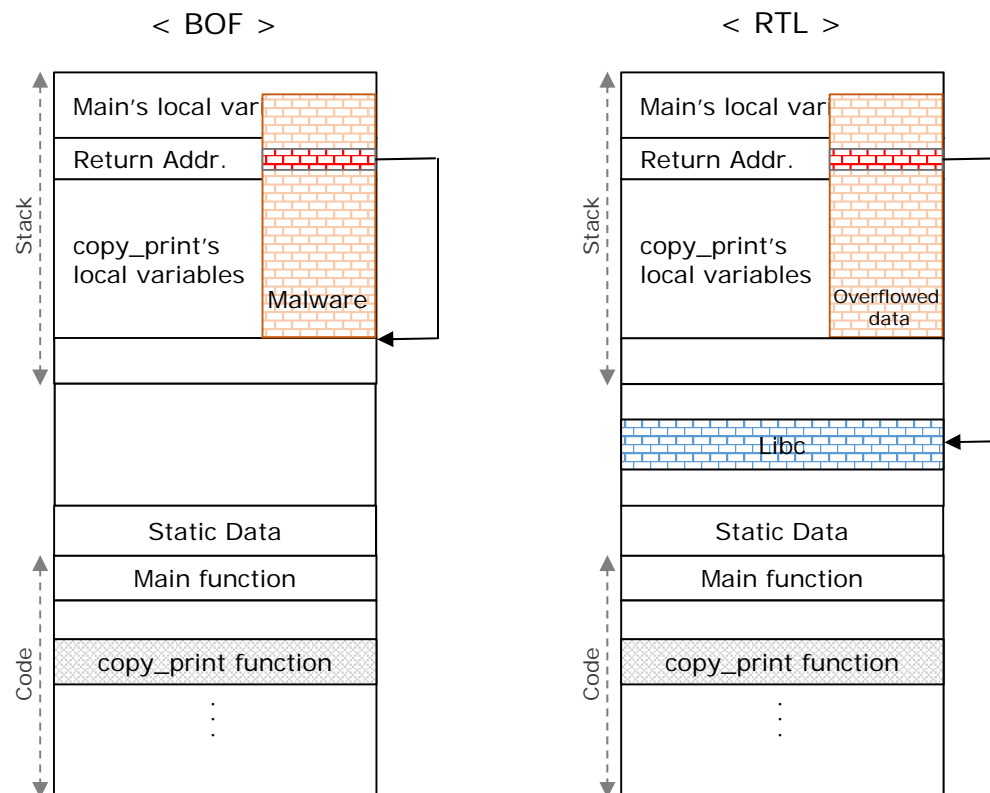 < BOF >
Stack
Main's local var
Return Addr.
copy_print's
local variables
Malware
Static Data
Code
Main function
copy_print function
.
.
.
< RTL >
Stack
Main's local var
Return Addr.
copy_print's
local variables
Overflowed
data
Libc
Static Data
Code
Main function
copy_print function
.
.
.